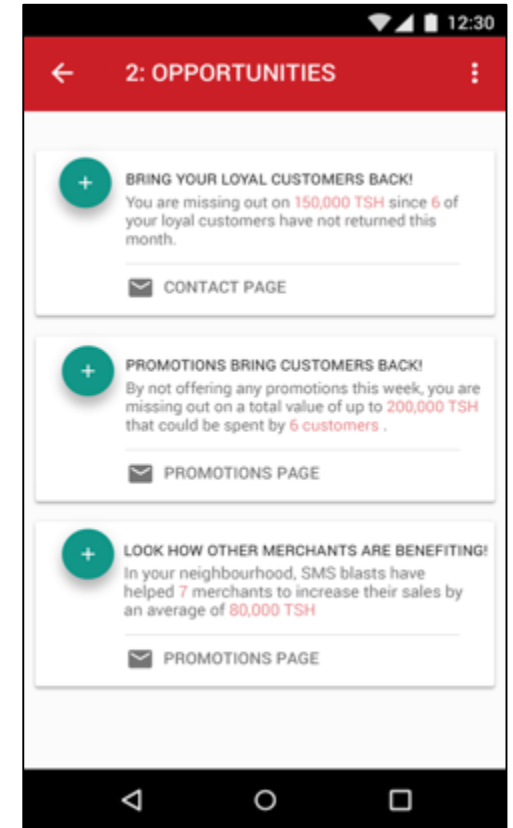 12:30
2: OPPORTUNITIES
BRING YOUR LOYAL CUSTOMERS BACK!
You are missing out on 150,000 TSH since 6 of
your loyal customers have not returned this
month.
CONTACT PAGE
PROMOTIONS BRING CUSTOMERS BACK!
By not offering any promotions this week, you are
missing out on a total value of up to 200,000 TSH
that could be spent by 6 customers .
PROMOTIONS PAGE
LOOK HOW OTHER MERCHANTS ARE BENEFITING!
In your neighbourhood, SMS blasts have
helped 7 merchants to increase their sales by
an average of 80,000 TSH
PROMOTIONS PAGE